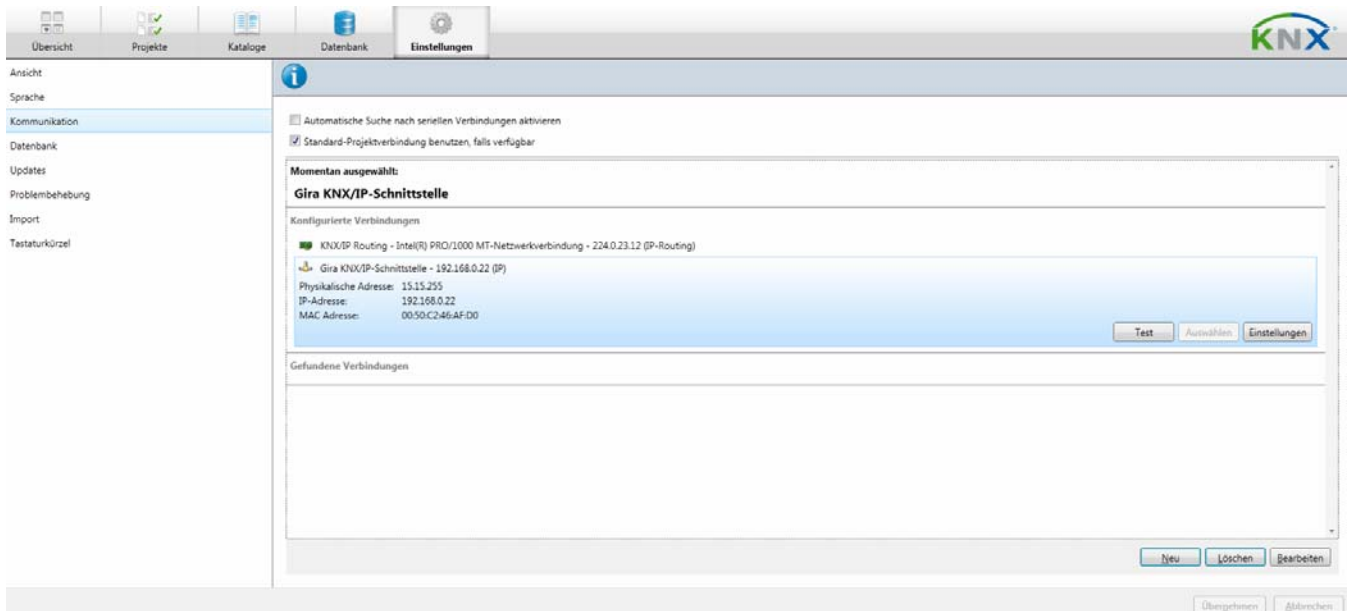 Übersicht
Projekte
Kataloge
Datenbank
Einstellungen
KNX
Ansicht
Sprache
Kommunikation
Datenbank
Updates
Problembehebung
Import
Tastaturkürzel
Automatische Suche nach seriellen Verbindungen aktivieren
Standard-Projektverbindung benutzen, falls verfügbar
Momentan ausgewählt:
Gira KNX/IP-Schnittstelle
Konfigurierte Verbindungen
KNX/IP Routing - Intel(R) PRO/1000 MT-Netzwerkverbindung - 224.0.23.12 (IP-Routing)
Gira KNX/IP-Schnittstelle - 192.168.0.22 (IP)
Physikalische Adresse: 15.15.255
IP-Adresse: 192.168.0.22
MAC Adresse: 00:50:C2:46:AF:D0
Test Auswählen Einstellungen
Gefundene Verbindungen
Neu Löschen Bearbeiten
Übernehmen Abbrechen